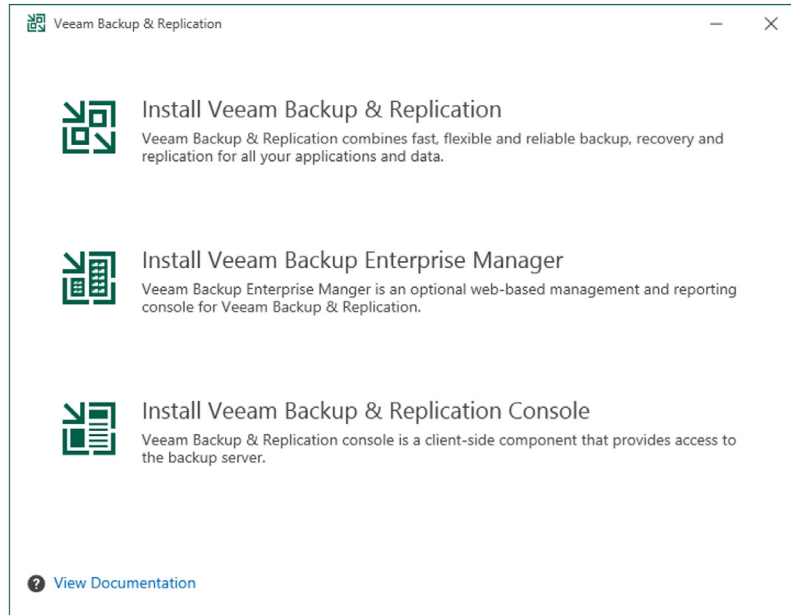 Veeam Backup & Replication
Install Veeam Backup & Replication
Veeam Backup & Replication combines fast, flexible and reliable backup, recovery and
replication for all your applications and data.
Install Veeam Backup Enterprise Manager
Veeam Backup Enterprise Manger is an optional web-based management and reporting
console for Veeam Backup & Replication.
Install Veeam Backup & Replication Console
Veeam Backup & Replication console is a client-side component that provides access to
the backup server.
? View Documentation